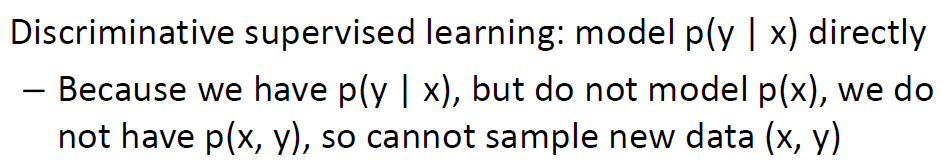 Discriminative supervised learning: model p(y | x) directly
– Because we have p(y | x), but do not model p(x), we do
not have p(x, y), so cannot sample new data (x, y)